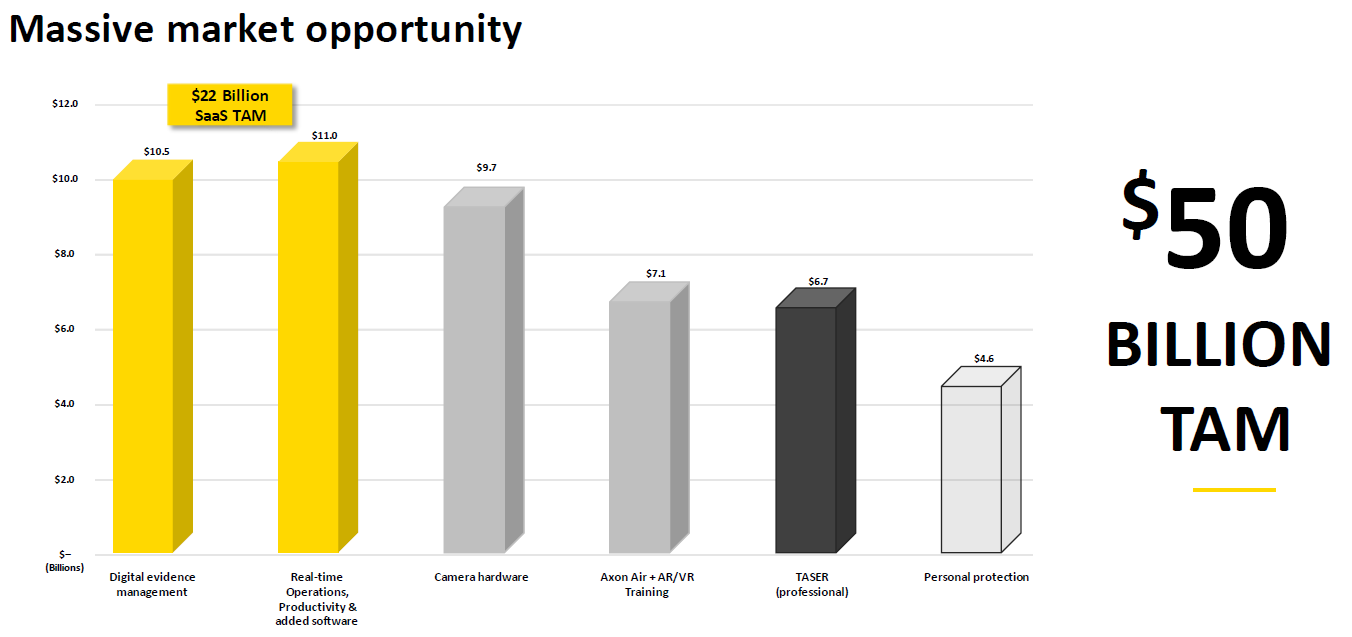 Massive market opportunity
$22 Billion
SaaS TAM
$12.0
$10.0
$8.0
$6.0
$4.0
$2.0
$–
(Billions)
$10.5
$11.0
$9.7
$7.1
$6.7
$4.6
Digital evidence
management
Real-time
Operations,
Productivity &
added software
Camera hardware
Axon Air + AR/VR
Training
TASER
(professional)
Personal protection
$50
BILLION
TAM